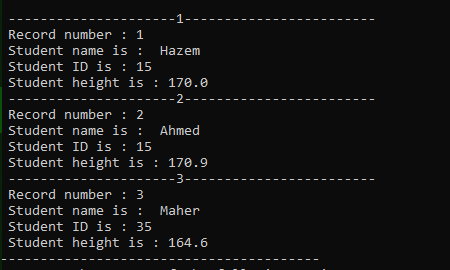 ---------------------1------------------------
Record number : 1
Student name is :  Hazem
Student ID is : 15
Student height is : 170.0
---------------------2------------------------
Record number : 2
Student name is :  Ahmed
Student ID is : 15
Student height is : 170.9
---------------------3------------------------
Record number : 3
Student name is :  Maher
Student ID is : 35
Student height is : 164.6
----------------------------------------